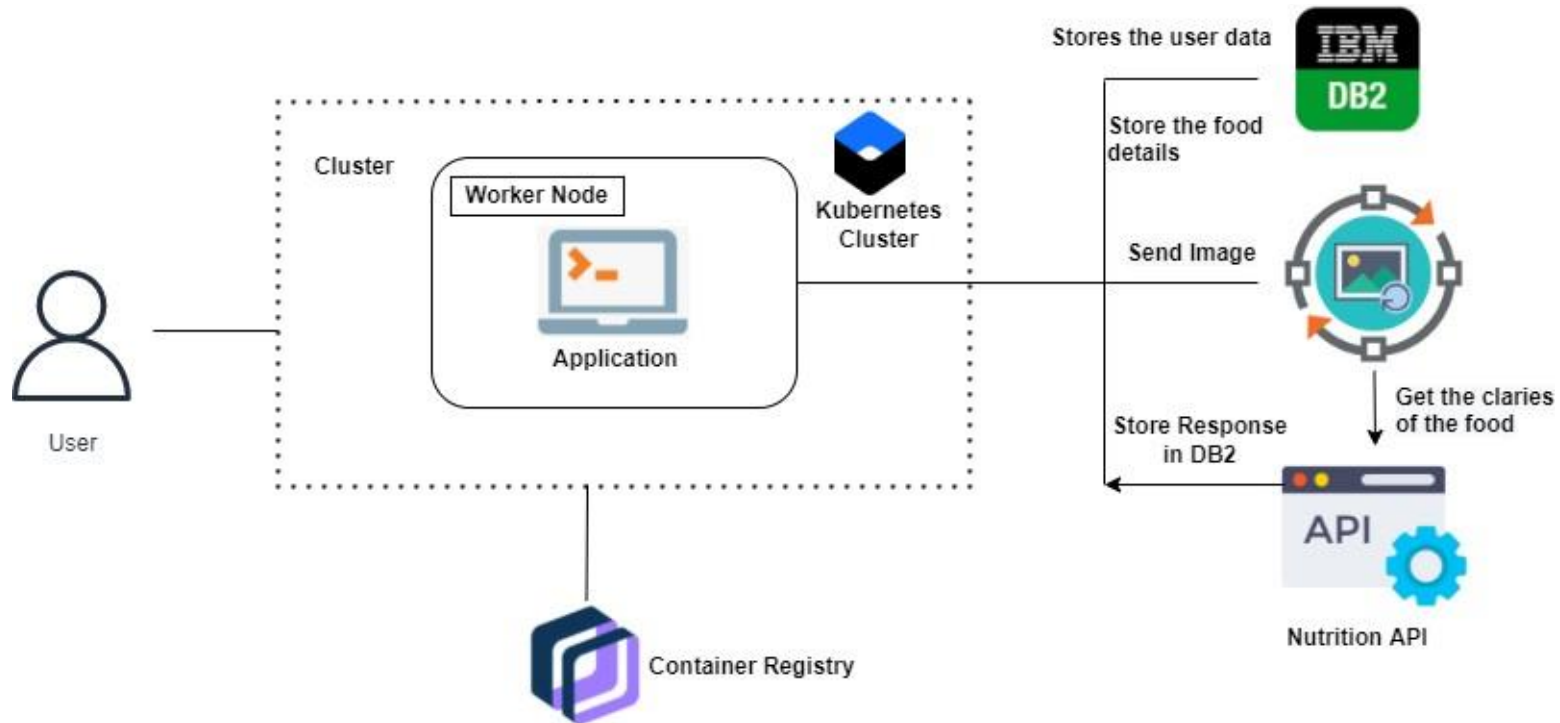 Stores the user data
IBM
DB2
Store the food
details
Cluster
Worker Node
Kubernetes
Cluster
Send Image
Application
User
Get the claries
of the food
Store Response
in DB2
API
Nutrition API
Container Registry